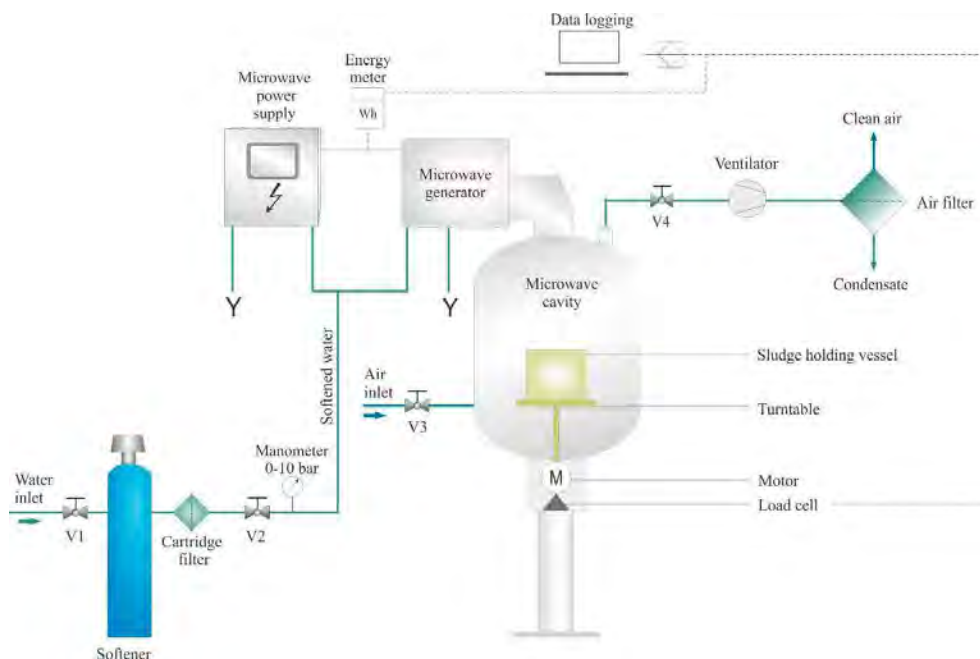 Data logging
Energy
meter
Microwave
power
supply
Wh
Clean air
Ventilator
Microwave
generator
V4
Air filter
Microwave
cavity
Condensate
Y
Y
Softened water
Sludge holding vessel
Air
inlet
Turntable
V3
Manometer
0-10 bar
Water
inlet
M
Motor
Load cell
V1
V2
Cartridge
filter
Softener